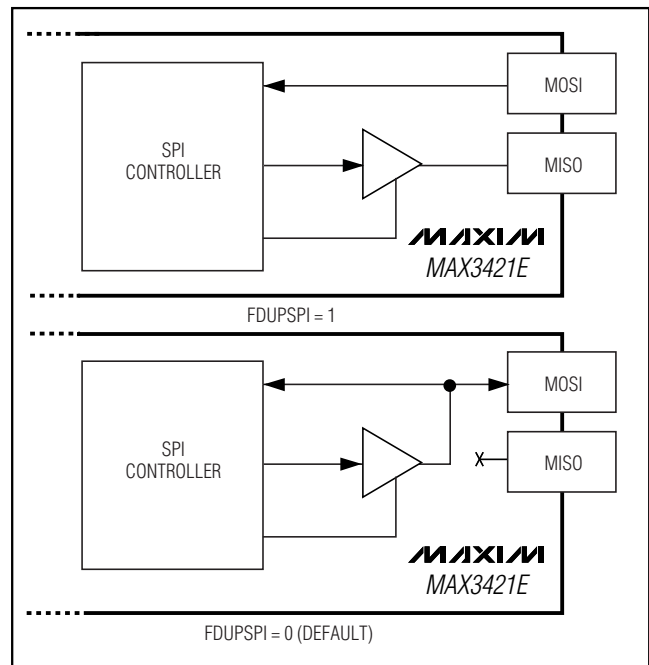 MOSI
SPI
CONTROLLER
MISO
MAXIM
MAX3421E
FDUPSPI = 1
MOSI
SPI
CONTROLLER
MISO
X
MAXIM
MAX3421E
FDUPSPI = 0 (DEFAULT)